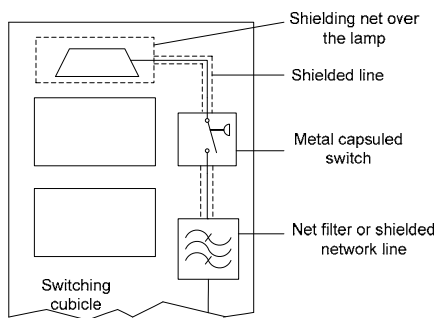 Shielding net over
the lamp
Shielded line
Metal capsuled
switch
Net filter or shielded
network line
Switching
cubicle